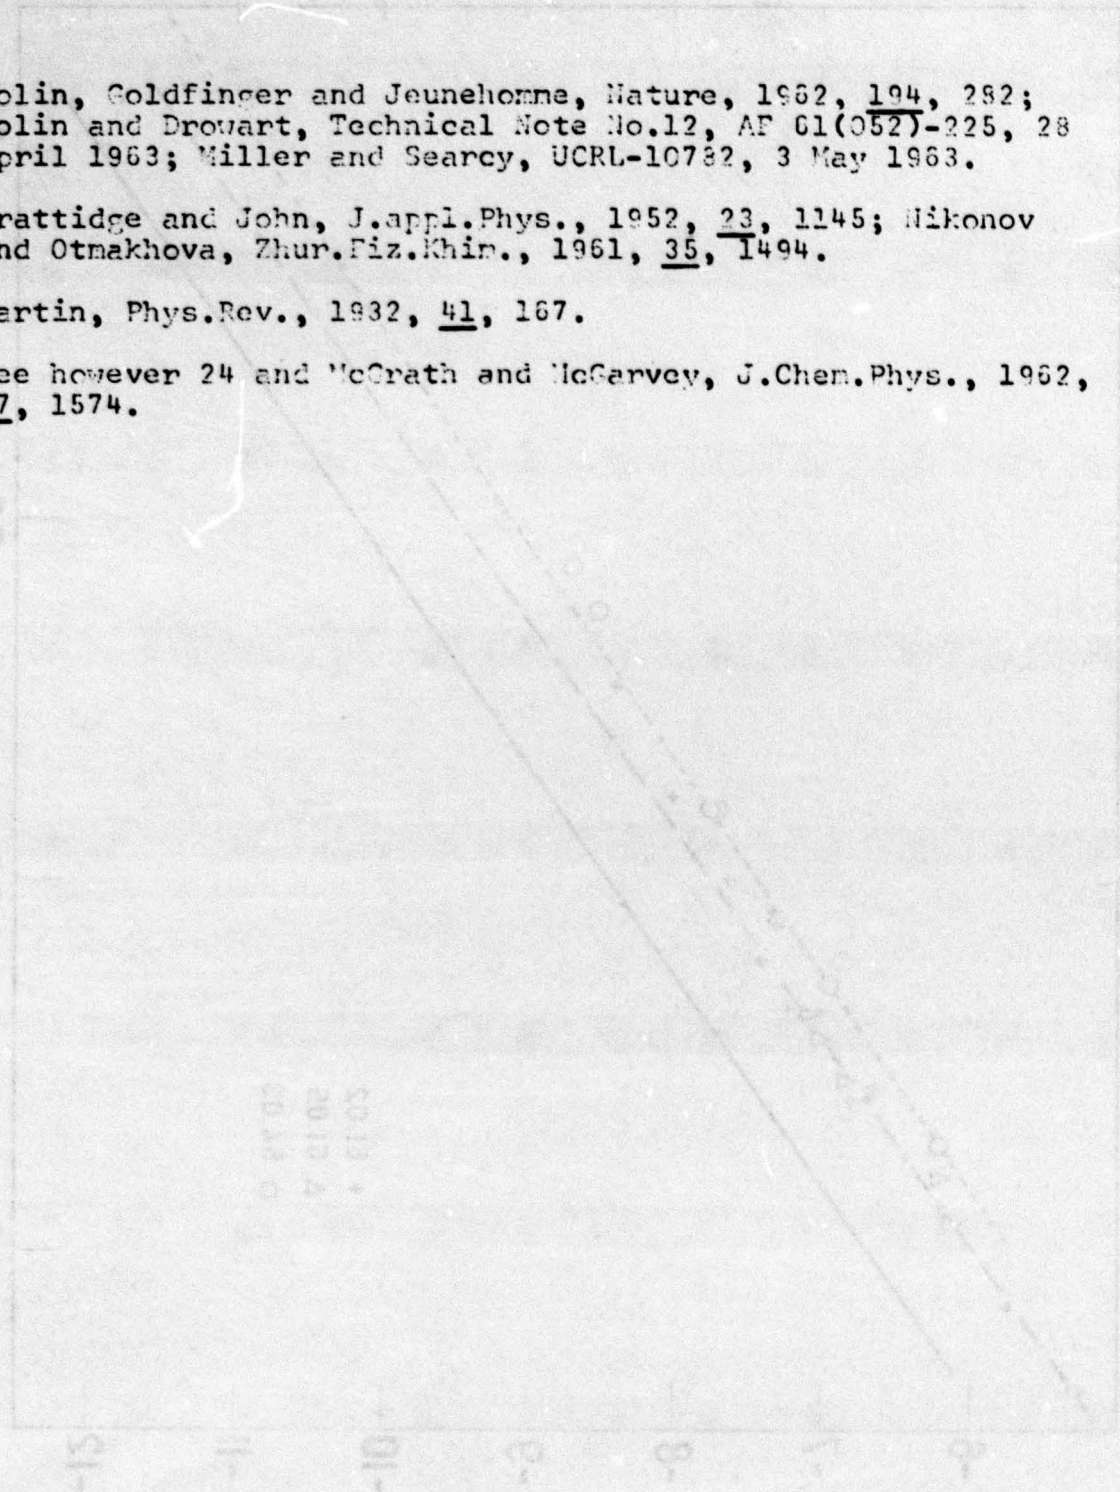 olin, Goldfinger and Jeunehomme, Nature, 1962, 194, 282;
olin and Drowart, Technical Note No.12, AF 61(052)-225, 28
pril 1963; Miller and Searcy, UCRL-10782, 3 May 1963.
rattidge and John, J.appl.Phys., 1952, 23, 1145; Nikonov
nd Otmakhova, Zhur.Fiz.Khim., 1961, 35, 1494.
artin, Phys.Rev., 1932, 41, 167.
ee however 24 and McGrath and McGarvey, J.Chem.Phys., 1962,
7, 1574.